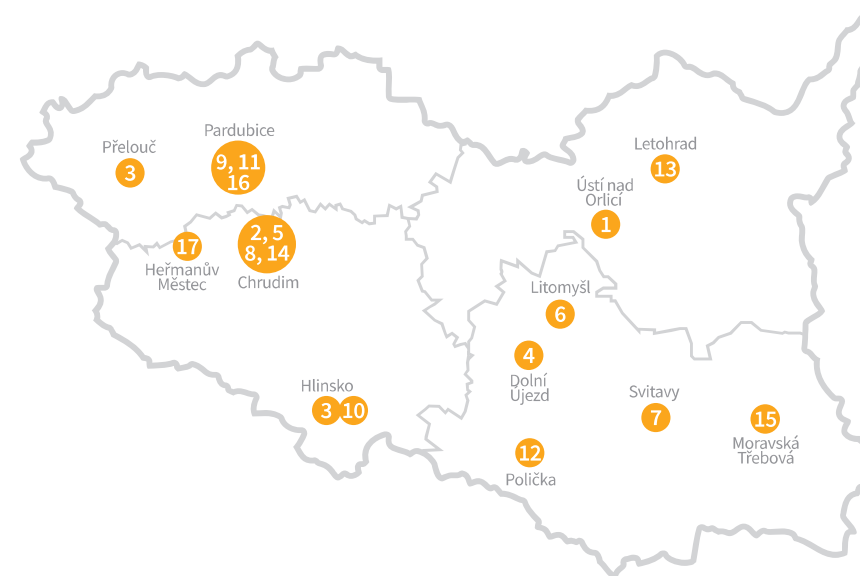 Pardubice
9, 11
16
Přelouč
3
Letohrad
13
Ústí nad
Orlicí
1
17
Heřmanův
Městec
2, 5
8, 14
Chrudim
Litomyšl
6
4
Dolní
Újezd
Hlinsko
3 10
Svitavy
7
15
Moravská
Třebová
12
Polička